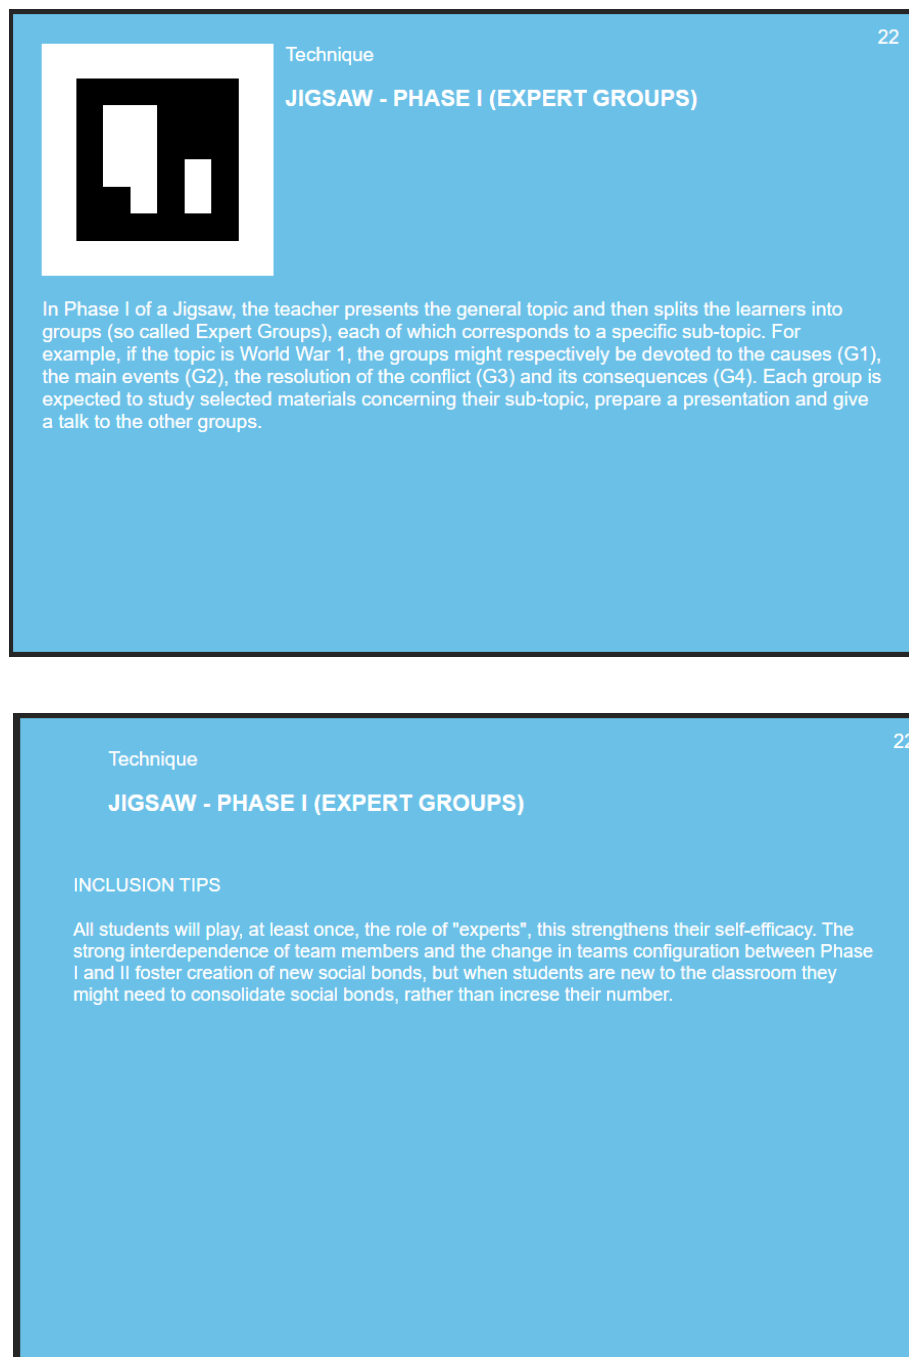 22
Technique
JIGSAW - PHASE I (EXPERT GROUPS)
In Phase I of a Jigsaw, the teacher presents the general topic and then splits the learners into
groups (so called Expert Groups), each of which corresponds to a specific sub-topic. For
example, if the topic is World War 1, the groups might respectively be devoted to the causes (G1),
the main events (G2), the resolution of the conflict (G3) and its consequences (G4). Each group is
expected to study selected materials concerning their sub-topic, prepare a presentation and give
a talk to the other groups.
22
Technique
JIGSAW - PHASE I (EXPERT GROUPS)
INCLUSION TIPS
All students will play, at least once, the role of "experts", this strengthens their self-efficacy. The
strong interdependence of team members and the change in teams configuration between Phase
I and II foster creation of new social bonds, but when students are new to the classroom they
might need to consolidate social bonds, rather than increse their number.